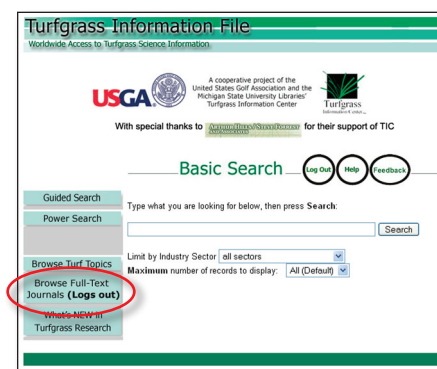 Turfgrass Information File
Worldwide Access to Turfgrass Science Information
USGA
A cooperative project of the
United States Golf Association and the
Michigan State University Libraries'
Turfgrass Information Center
Turfgrass
Information Center
With special thanks to
for their support of TIC
Basic Search
Log Out
Help
Feedback
Guided Search
Power Search
Browse Turf Topics
Browse Full-Text
Journals (Logs out)
What's NEW in
Turfgrass Research
Type what you are looking for below, then press Search:
Search
Limit by Industry Sector all sectors
Maximum number of records to display: All (Default)